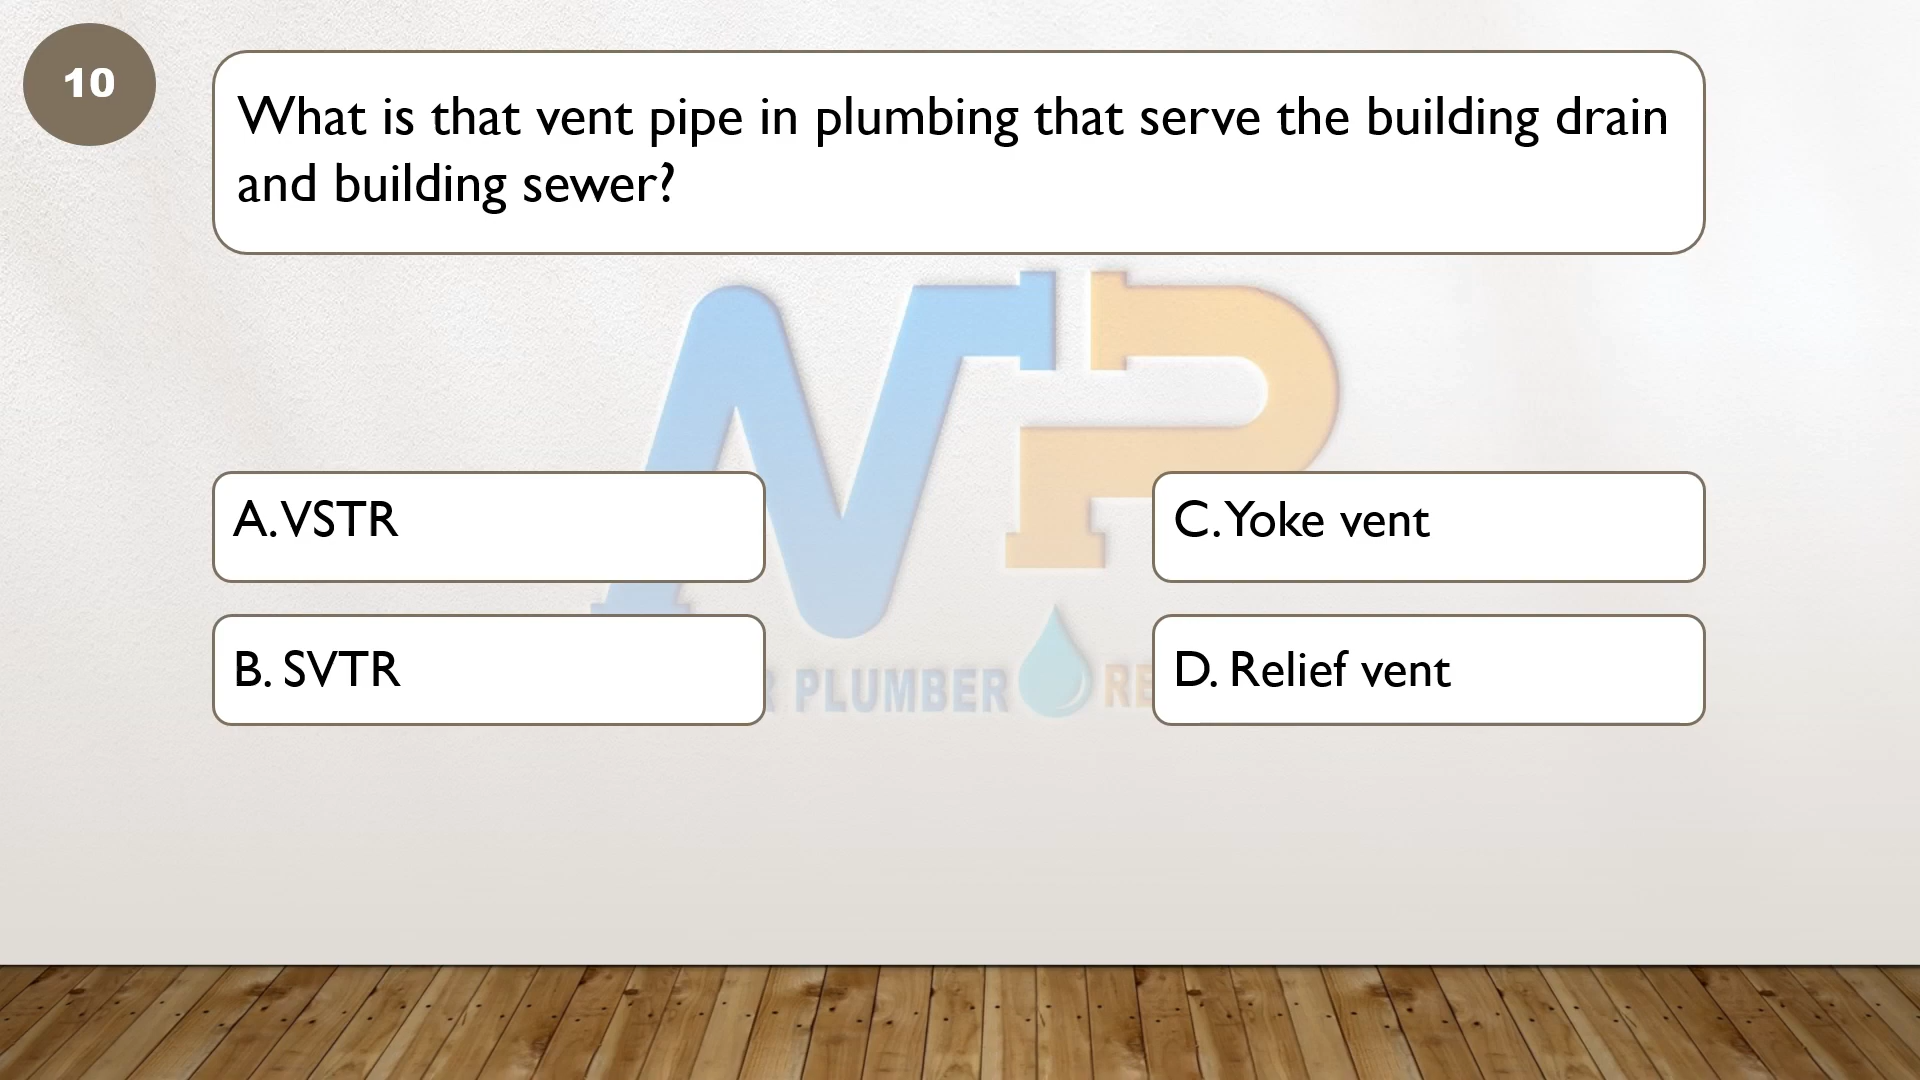 10
What is that vent pipe in plumbing that serve the building drain
and building sewer?
A. VSTR
C. Yoke vent
B. SVTR
D. Relief vent
PLUMBER